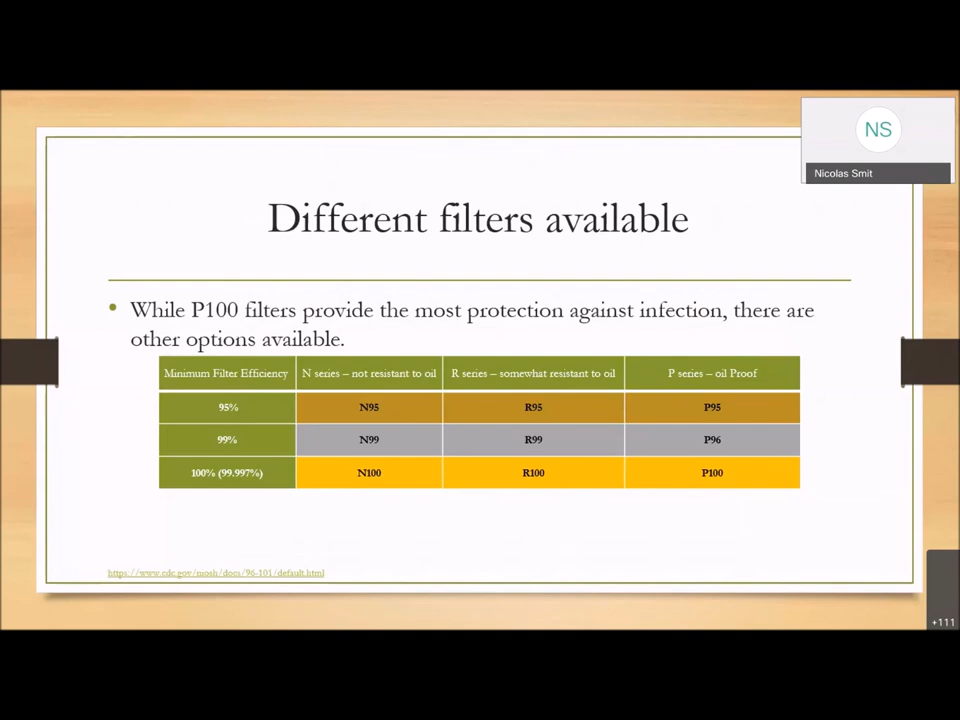 NS
Nicolas Smit
Different filters available
• While P100 filters provide the most protection against infection, there are
other options available.
Minimum Filter Efficiency N series – not resistant to oil R series – somewhat resistant to oil P series – oil Proof
95% N95 R95 P95
99% N99 R99 P96
100% (99.997%) N100 R100 P100
https://www.cdc.gov/niosh/docs/96-101/default.html
+111